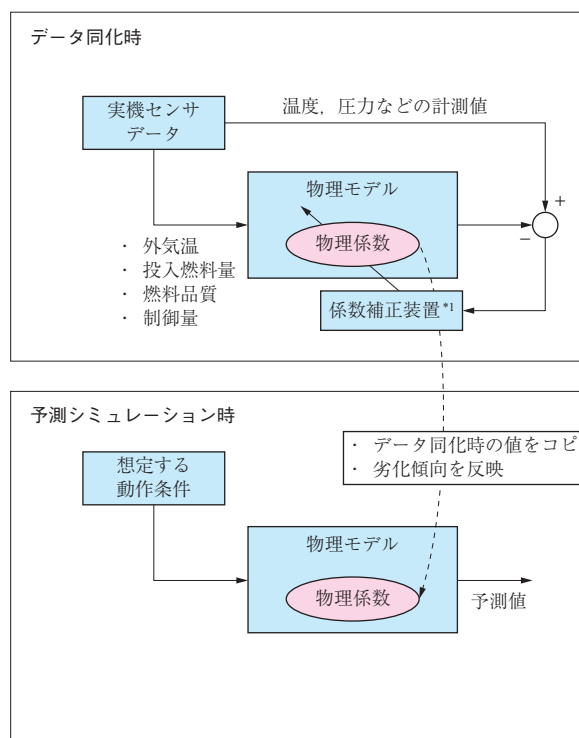 データ同化時
実機センサ
データ
温度，圧力などの計測値
物理モデル
+
物理係数
−
・ 外気温
・ 投入燃料量
・ 燃料品質
・ 制御量
係数補正装置*1
予測シミュレーション時
・ データ同化時の値をコピ
・ 劣化傾向を反映
想定する
動作条件
物理モデル
物理係数
予測値